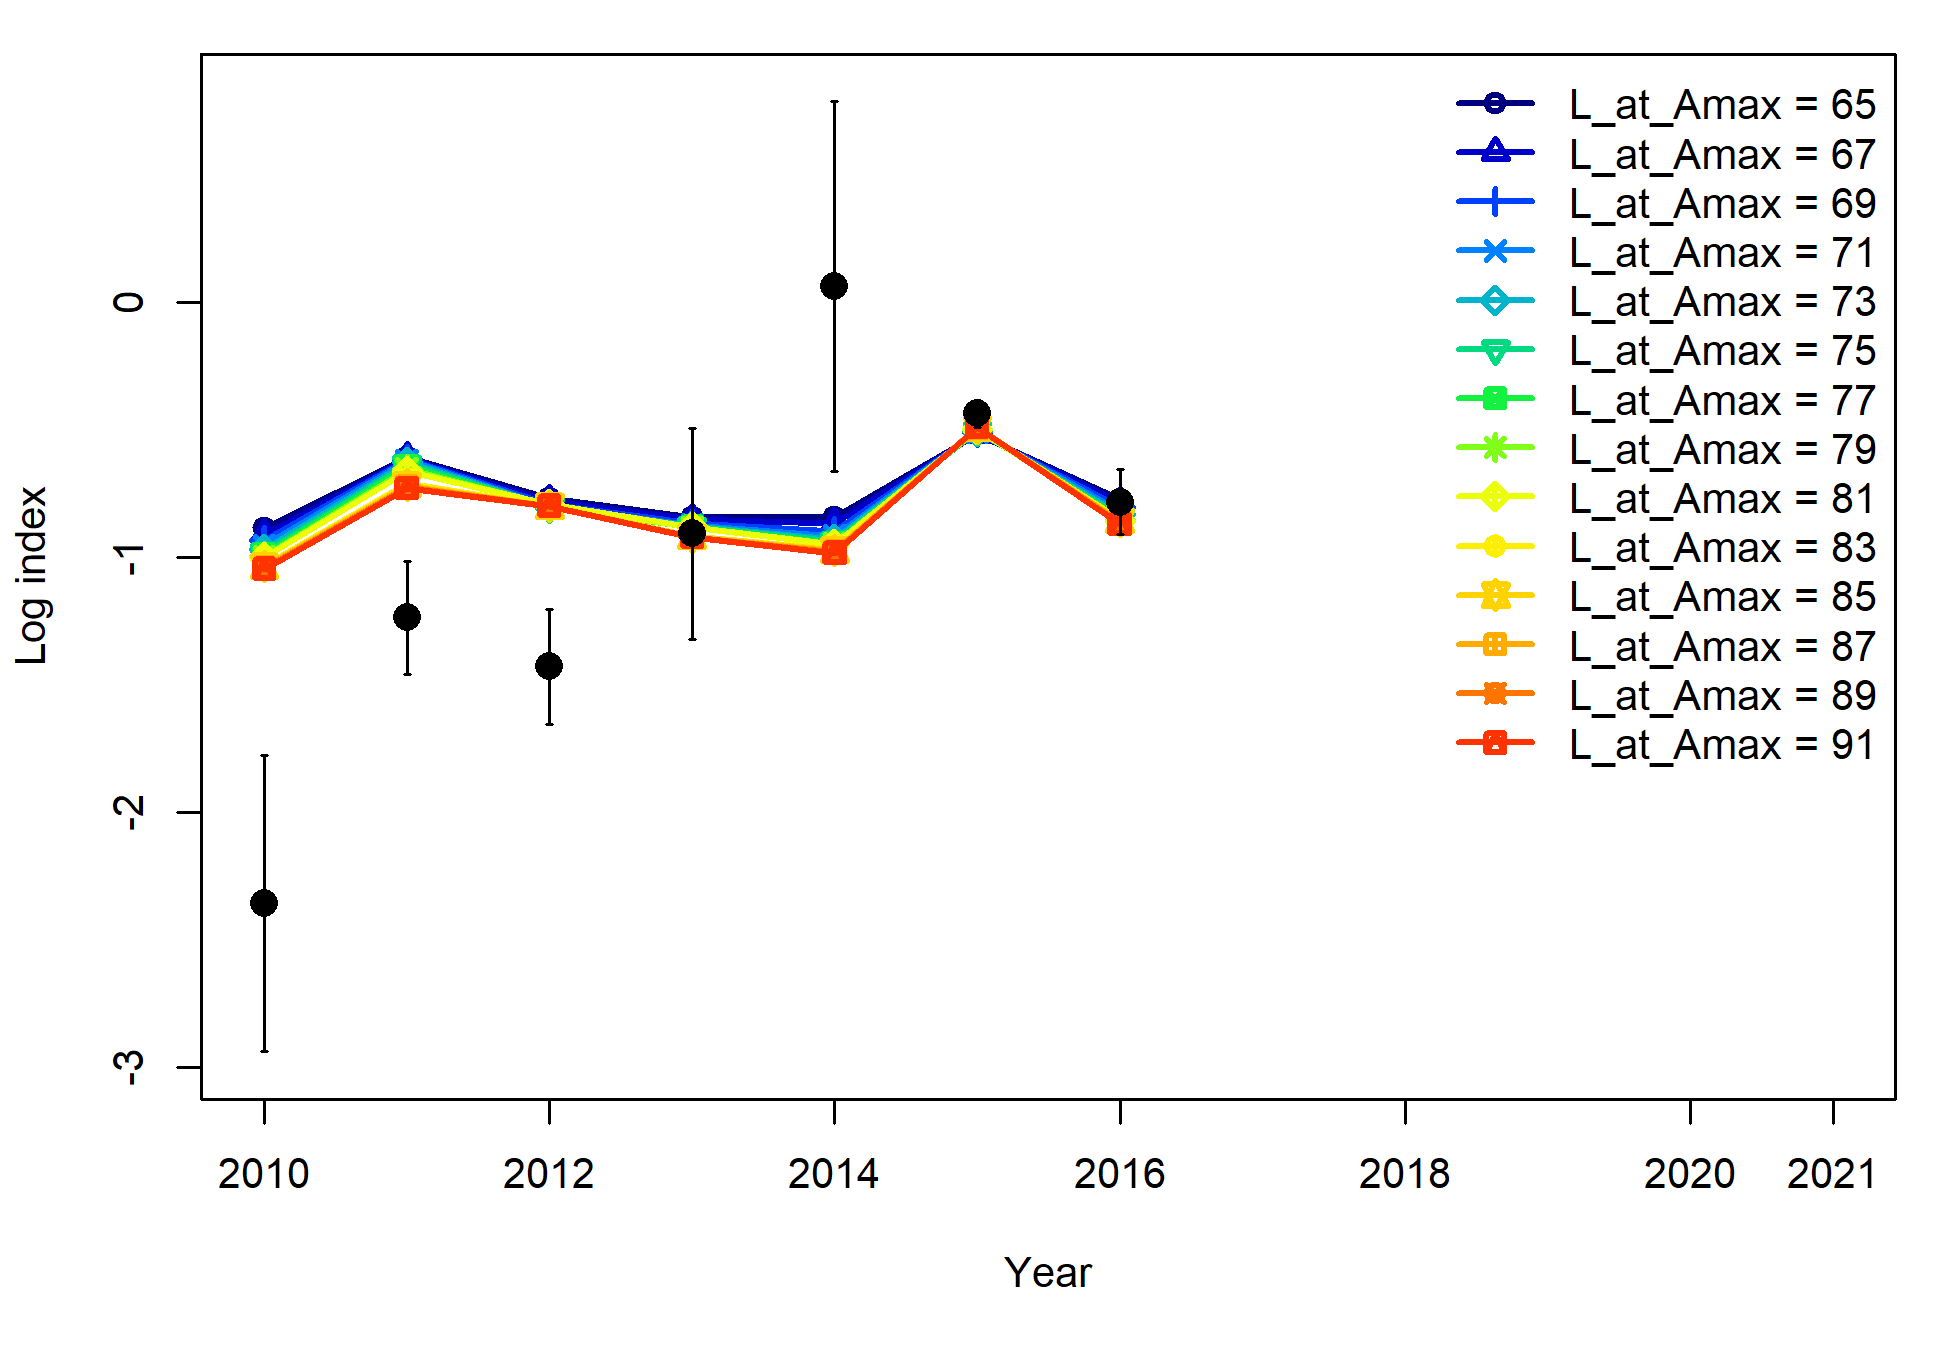 L_at_Amax = 65
L_at_Amax = 67
L_at_Amax = 69
L_at_Amax = 71
L_at_Amax = 73
L_at_Amax = 75
L_at_Amax = 77
L_at_Amax = 79
L_at_Amax = 81
L_at_Amax = 83
L_at_Amax = 85
L_at_Amax = 87
L_at_Amax = 89
L_at_Amax = 91
0
-1
-2
-3
Log index
2010 2012 2014 2016 2018 2020 2021
Year